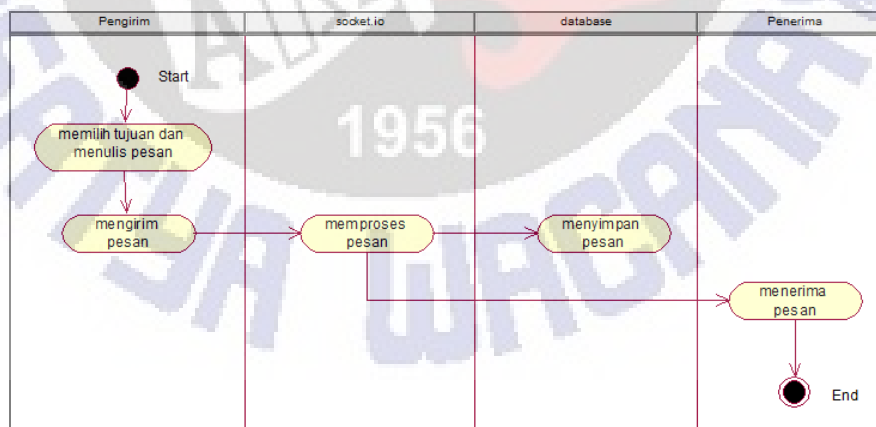 Pengirim
socket.io
database
Penerima
Start
memilih tujuan dan
menulis pesan
mengirim
pesan
memproses
pesan
menyimpan
pesan
menerima
pesan
End
1956
WACANA